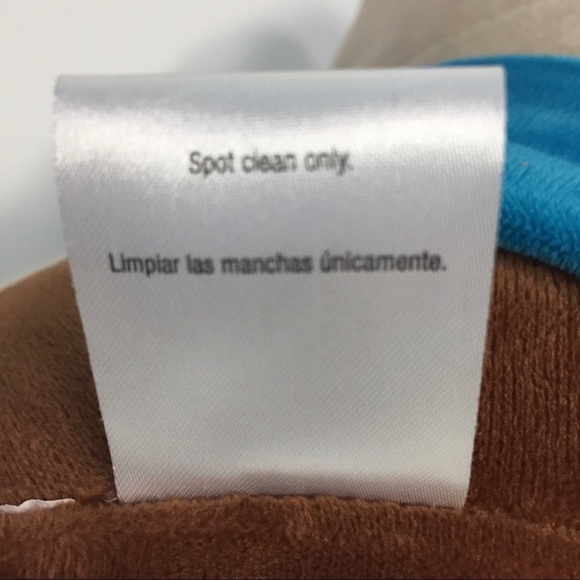 Spot clean only.
Limpiar las manchas únicamente.